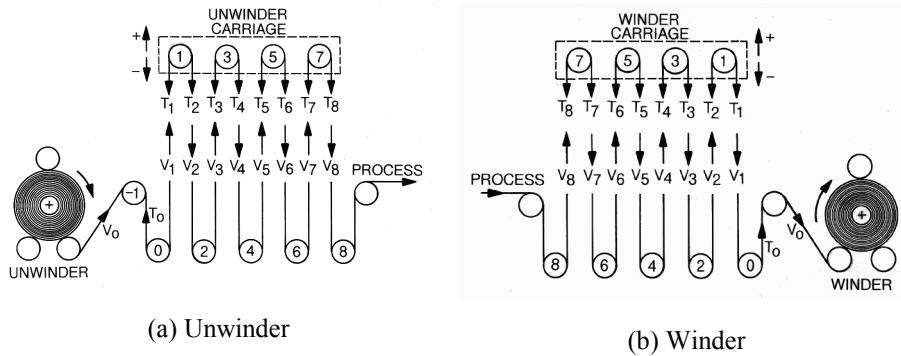 UNWINDER
CARRIAGE
+
−
1 3 5 7
T₁ T₂ T₃ T₄ T₅ T₆ T₇ T₈
V₁ V₂ V₃ V₄ V₅ V₆ V₇ V₈
PROCESS
+
-1
T₀
V₀
0 2 4 6 8
UNWINDER
(a) Unwinder
WINDER
CARRIAGE
+
−
7 5 3 1
T₈ T₇ T₆ T₅ T₄ T₃ T₂ T₁
V₈ V₇ V₆ V₅ V₄ V₃ V₂ V₁
PROCESS
+
V₀
T₀
8 6 4 2 0
WINDER
(b) Winder